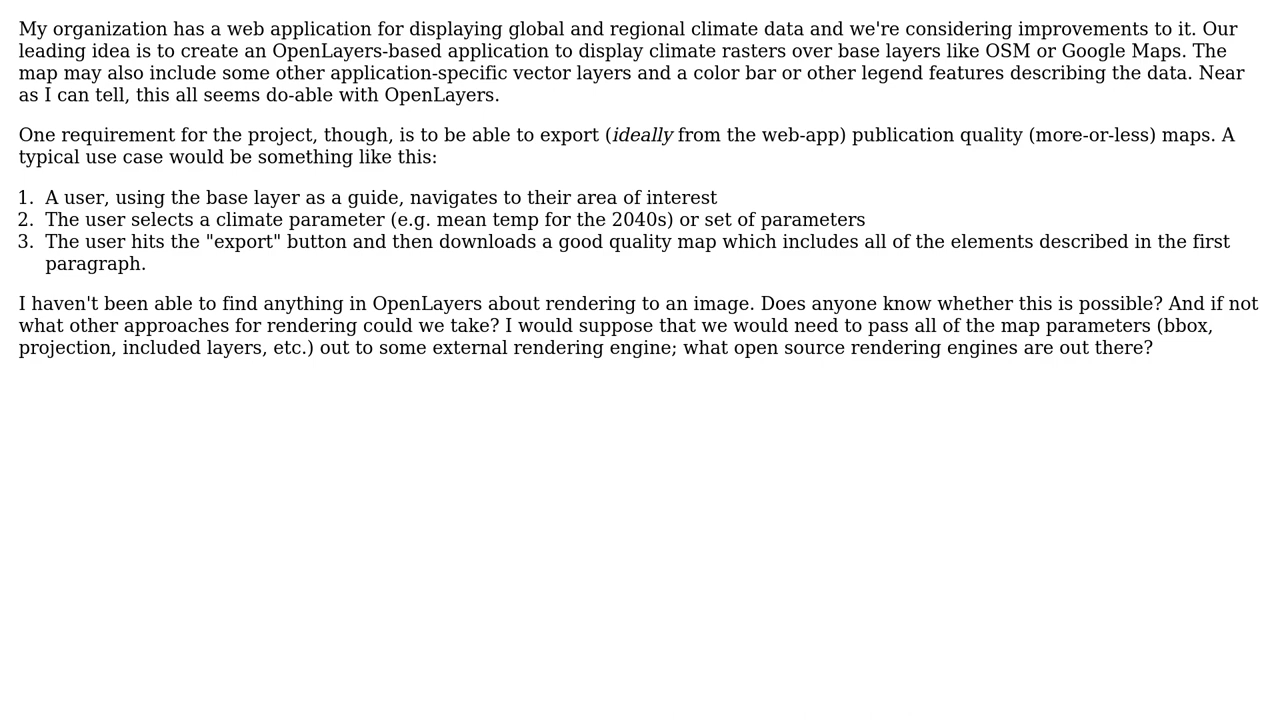 My organization has a web application for displaying global and regional climate data and we're considering improvements to it. Our
leading idea is to create an OpenLayers-based application to display climate rasters over base layers like OSM or Google Maps. The
map may also include some other application-specific vector layers and a color bar or other legend features describing the data. Near
as I can tell, this all seems do-able with OpenLayers.
One requirement for the project, though, is to be able to export (ideally from the web-app) publication quality (more-or-less) maps. A
typical use case would be something like this:
1. A user, using the base layer as a guide, navigates to their area of interest
2. The user selects a climate parameter (e.g. mean temp for the 2040s) or set of parameters
3. The user hits the "export" button and then downloads a good quality map which includes all of the elements described in the first
paragraph.
I haven't been able to find anything in OpenLayers about rendering to an image. Does anyone know whether this is possible? And if not
what other approaches for rendering could we take? I would suppose that we would need to pass all of the map parameters (bbox,
projection, included layers, etc.) out to some external rendering engine; what open source rendering engines are out there?